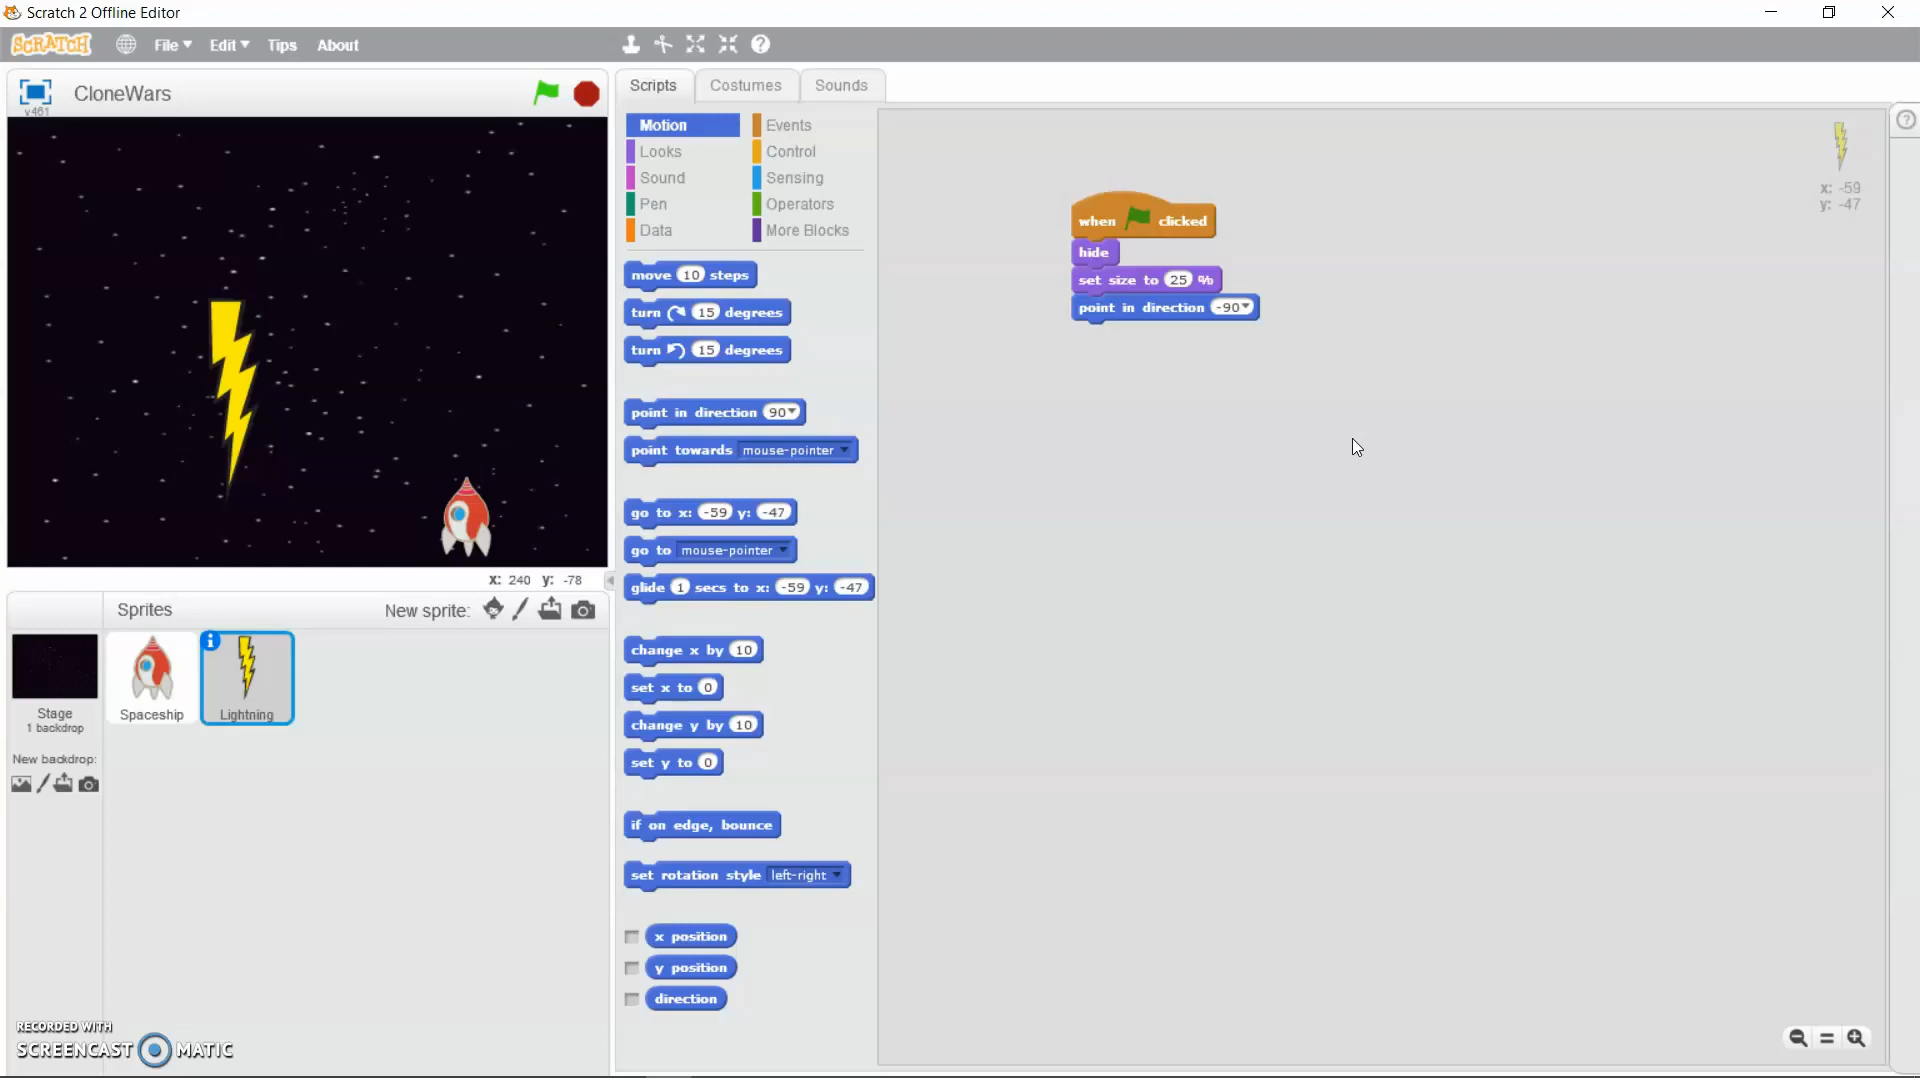 Scratch 2 Offline Editor
SCRATCH File Edit Tips About
v461 CloneWars
Scripts Costumes Sounds
Motion Events
Looks Control
Sound Sensing
Pen Operators
Data More Blocks
move 10 steps
turn 15 degrees
turn 15 degrees
point in direction 90
point towards mouse-pointer
go to x: -59 y: -47
go to mouse-pointer
glide 1 secs to x: -59 y: -47
change x by 10
set x to 0
change y by 10
set y to 0
if on edge, bounce
set rotation style left-right
x position
y position
direction
when clicked
hide
set size to 25 %
point in direction -90
x: -59
y: -47
x: 240 y: -78
Sprites New sprite:
Stage
1 backdrop
New backdrop:
Spaceship
Lightning
RECORDED WITH
SCREENCAST MATIC